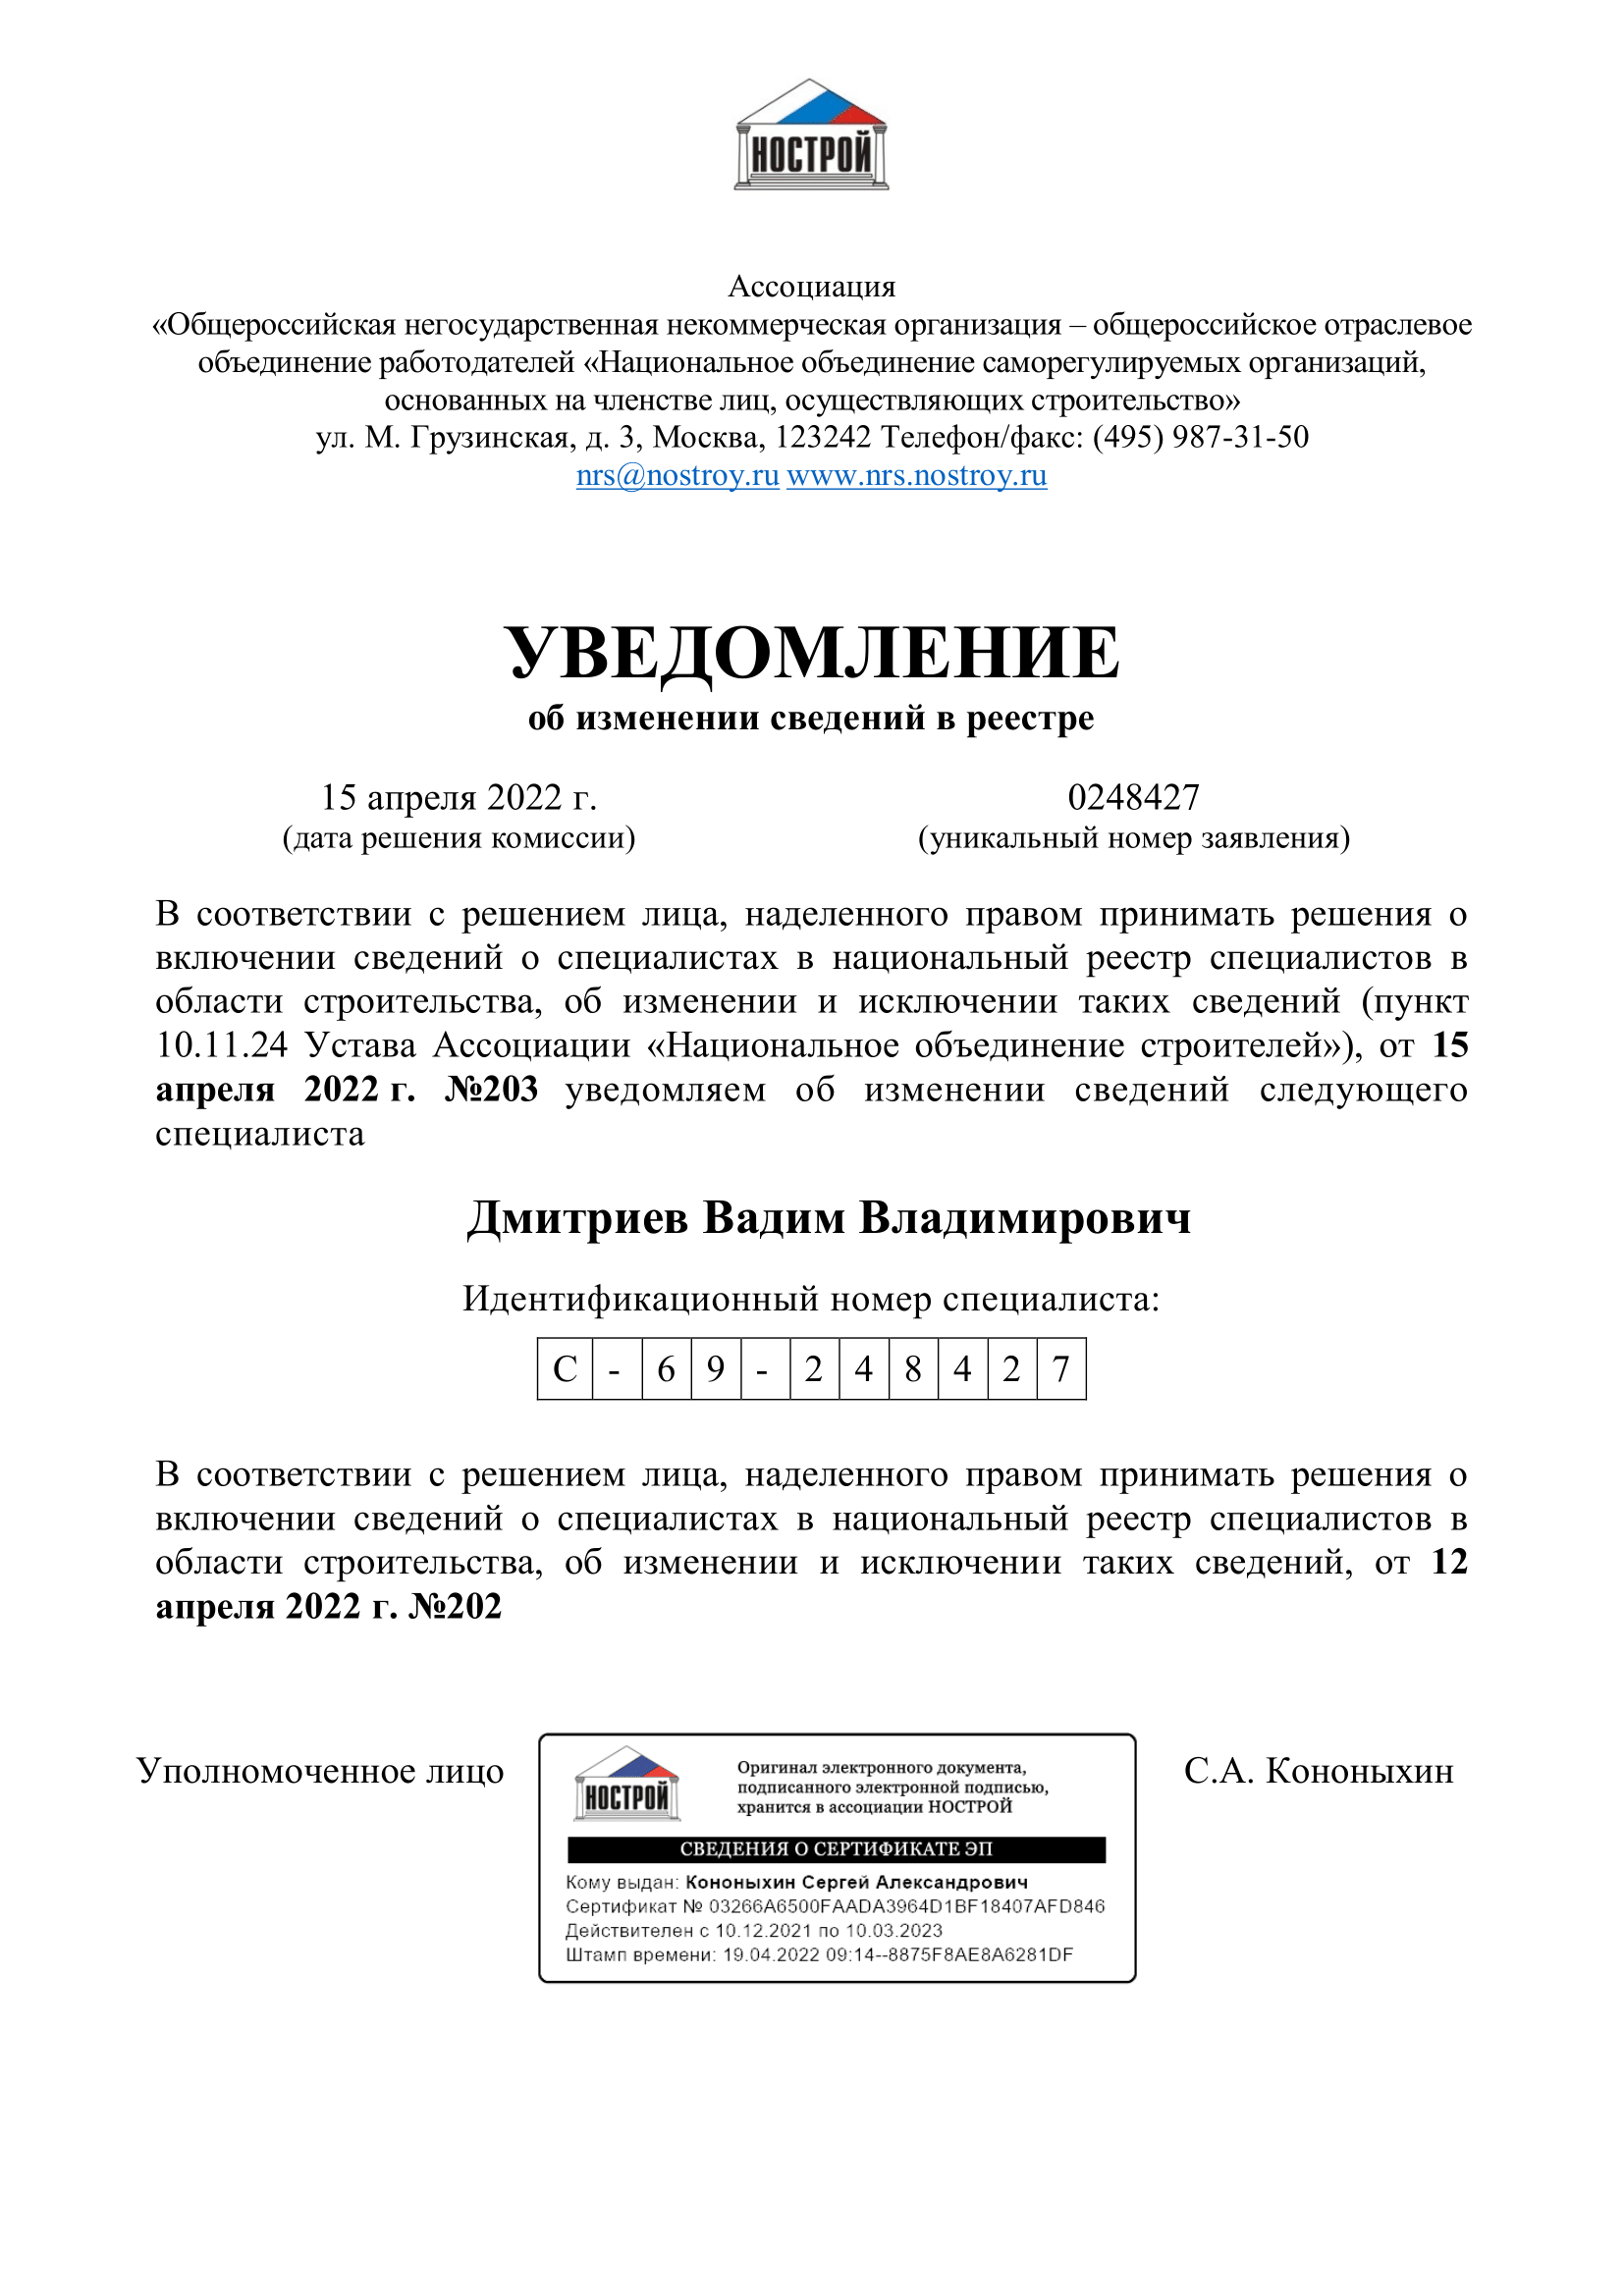 НОСТРОЙ
Ассоциация
«Общероссийская негосударственная некоммерческая организация – общероссийское отраслевое
объединение работодателей «Национальное объединение саморегулируемых организаций,
основанных на членстве лиц, осуществляющих строительство»
ул. М. Грузинская, д. 3, Москва, 123242 Телефон/факс: (495) 987-31-50
nrs@nostroy.ru www.nrs.nostroy.ru
УВЕДОМЛЕНИЕ
об изменении сведений в реестре
15 апреля 2022 г. 0248427
(дата решения комиссии) (уникальный номер заявления)
В соответствии с решением лица, наделенного правом принимать решения о
включении сведений о специалистах в национальный реестр специалистов в
области строительства, об изменении и исключении таких сведений (пункт
10.11.24 Устава Ассоциации «Национальное объединение строителей»), от 15
апреля 2022 г. №203 уведомляем об изменении сведений следующего
специалиста
Дмитриев Вадим Владимирович
Идентификационный номер специалиста:
С - 6 9 - 2 4 8 4 2 7
В соответствии с решением лица, наделенного правом принимать решения о
включении сведений о специалистах в национальный реестр специалистов в
области строительства, об изменении и исключении таких сведений, от 12
апреля 2022 г. №202
Уполномоченное лицо
НОСТРОЙ
Оригинал электронного документа,
подписанного электронной подписью,
хранится в ассоциации НОСТРОЙ
СВЕДЕНИЯ О СЕРТИФИКАТЕ ЭП
Кому выдан: Кононыхин Сергей Александрович
Сертификат № 03266A6500FAADA3964D1BF18407AFD846
Действителен с 10.12.2021 по 10.03.2023
Штамп времени: 19.04.2022 09:14--8875F8AE8A6281DF
С.А. Кононыхин